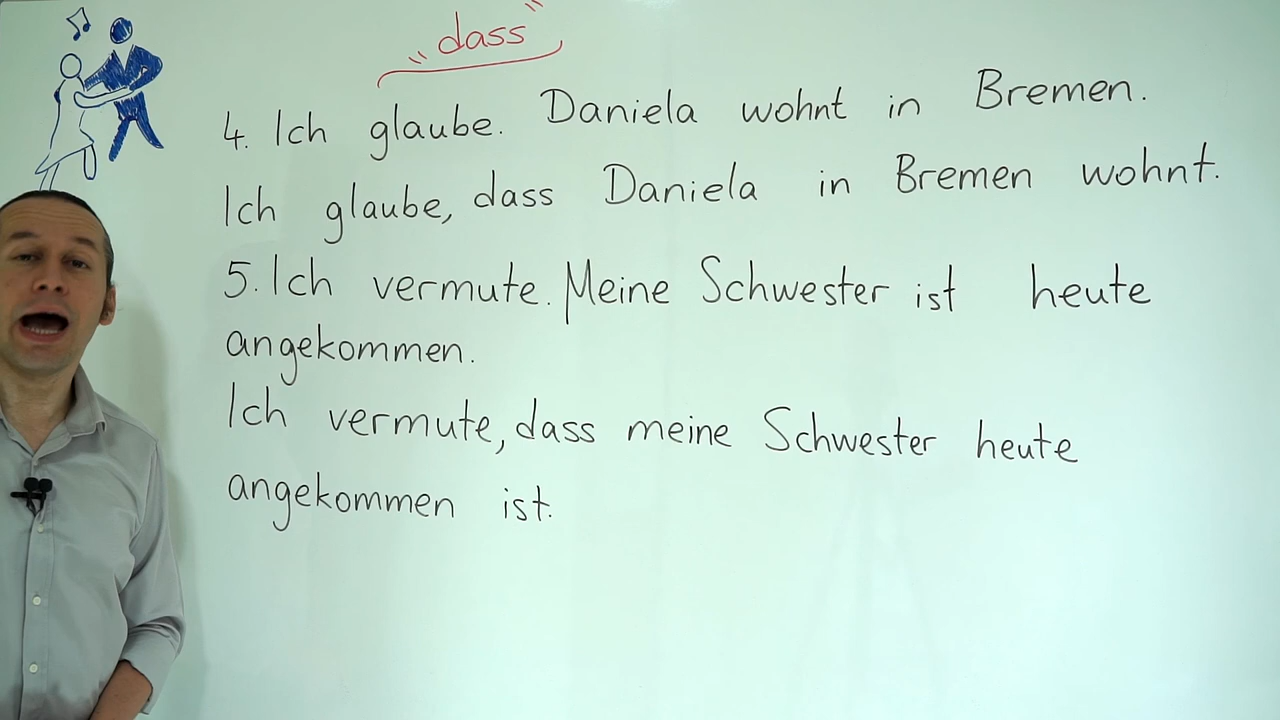 „dass"
4. Ich glaube. Daniela wohnt in Bremen.
Ich glaube, dass Daniela in Bremen wohnt.
5. Ich vermute. Meine Schwester ist heute
angekommen.
Ich vermute, dass meine Schwester heute
angekommen ist.